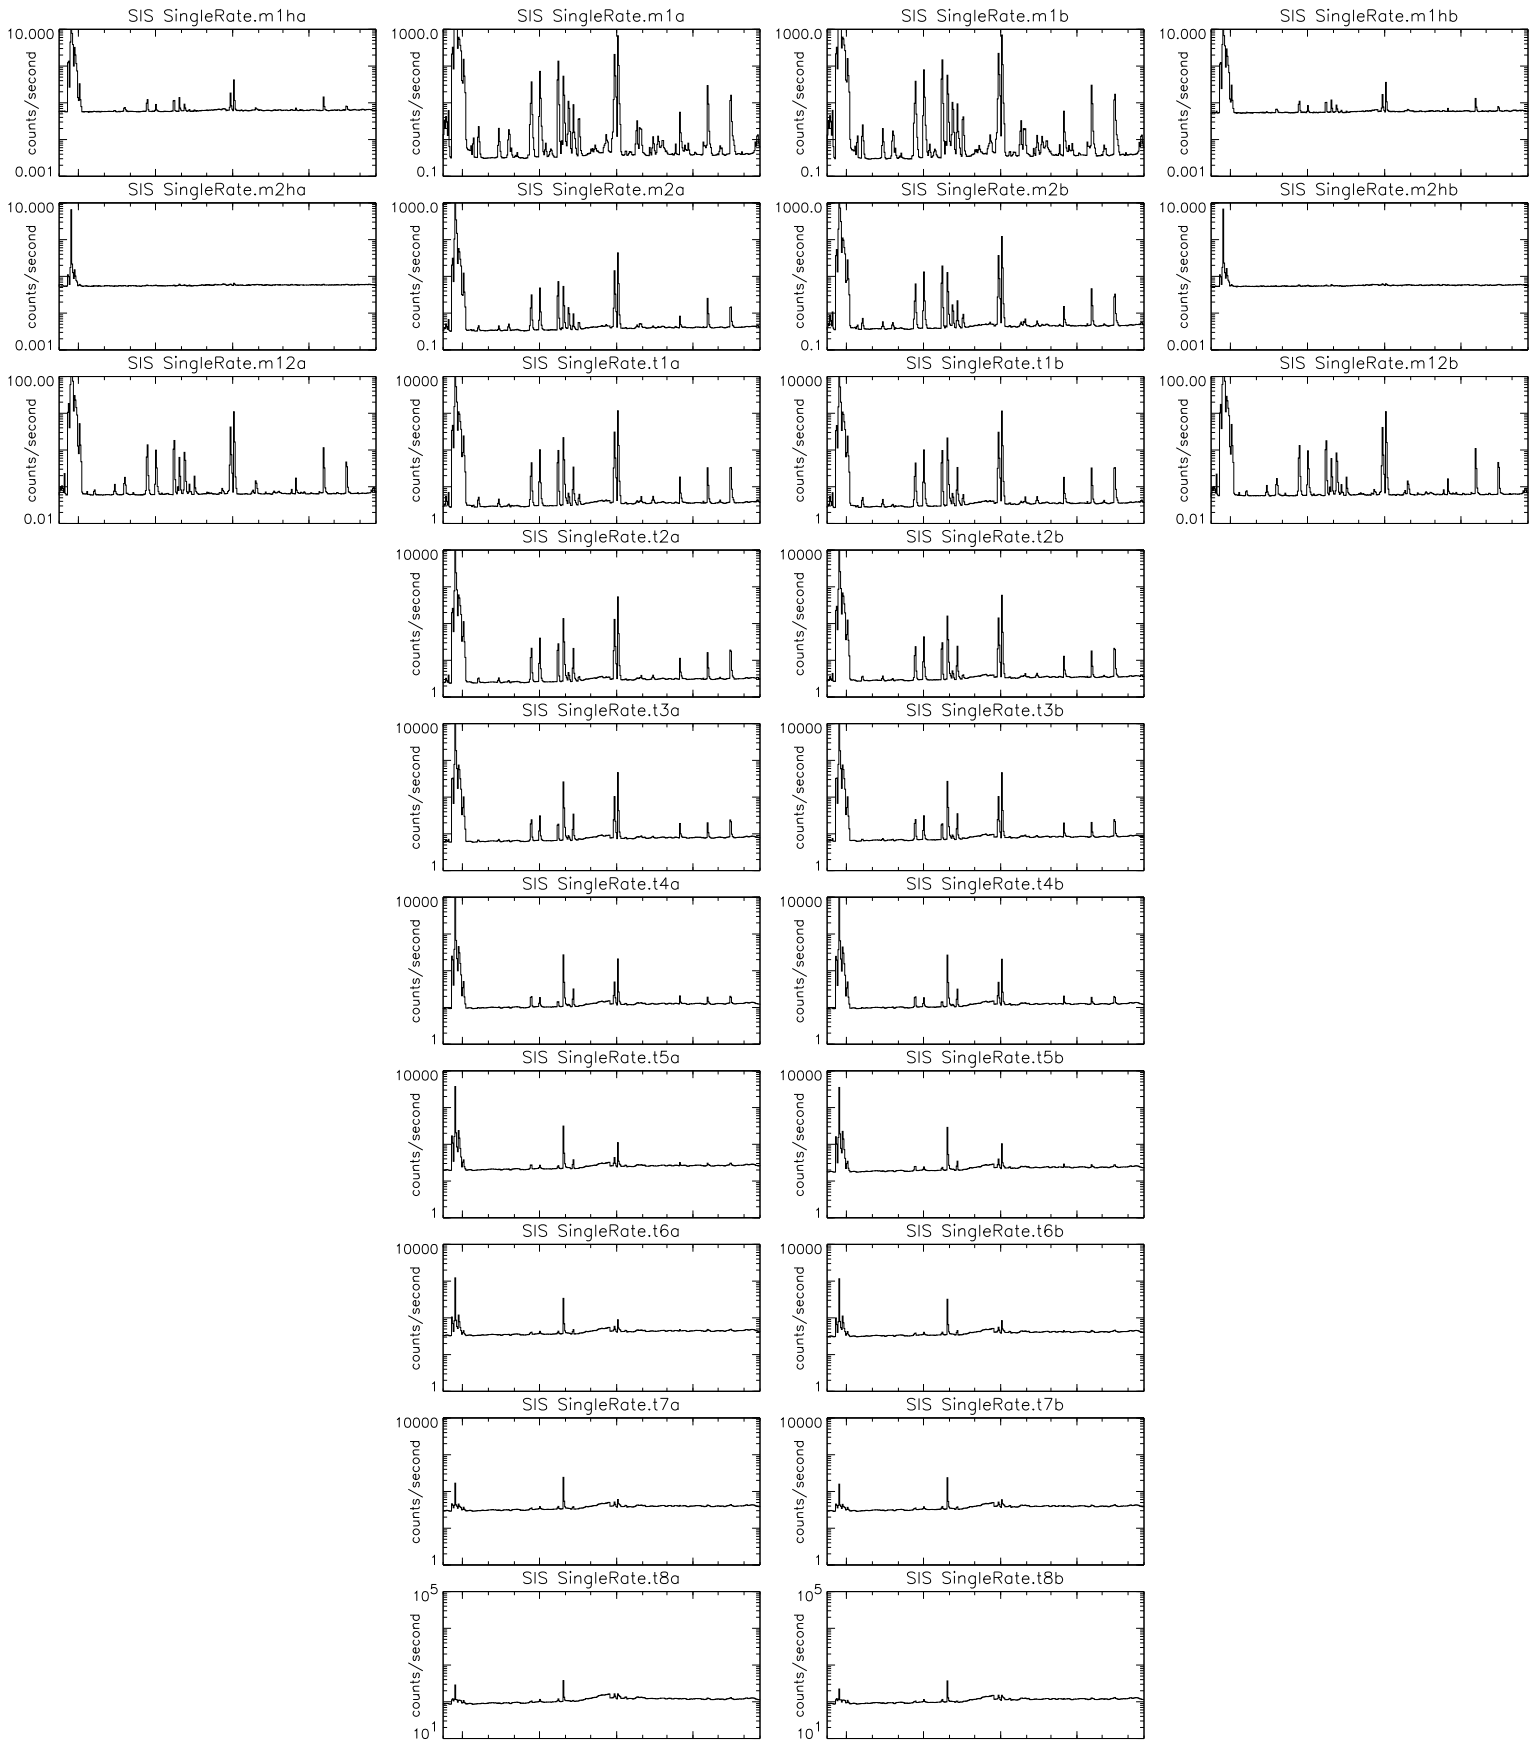 SIS SingleRate.m1ha
10.000
counts/second
0.001
SIS SingleRate.m1a
1000.0
counts/second
0.1
SIS SingleRate.m1b
1000.0
counts/second
0.1
SIS SingleRate.m1hb
10.000
counts/second
0.001
SIS SingleRate.m2ha
10.000
counts/second
0.001
SIS SingleRate.m2a
1000.0
counts/second
0.1
SIS SingleRate.m2b
1000.0
counts/second
0.1
SIS SingleRate.m2hb
10.000
counts/second
0.001
SIS SingleRate.m12a
100.00
counts/second
0.01
SIS SingleRate.t1a
10000
counts/second
1
SIS SingleRate.t1b
10000
counts/second
1
SIS SingleRate.m12b
100.00
counts/second
0.01
SIS SingleRate.t2a
10000
counts/second
1
SIS SingleRate.t2b
10000
counts/second
1
SIS SingleRate.t3a
10000
counts/second
1
SIS SingleRate.t3b
10000
counts/second
1
SIS SingleRate.t4a
10000
counts/second
1
SIS SingleRate.t4b
10000
counts/second
1
SIS SingleRate.t5a
10000
counts/second
1
SIS SingleRate.t5b
10000
counts/second
1
SIS SingleRate.t6a
10000
counts/second
1
SIS SingleRate.t6b
10000
counts/second
1
SIS SingleRate.t7a
10000
counts/second
1
SIS SingleRate.t7b
10000
counts/second
1
SIS SingleRate.t8a
10⁵
counts/second
10¹
SIS SingleRate.t8b
10⁵
counts/second
10¹